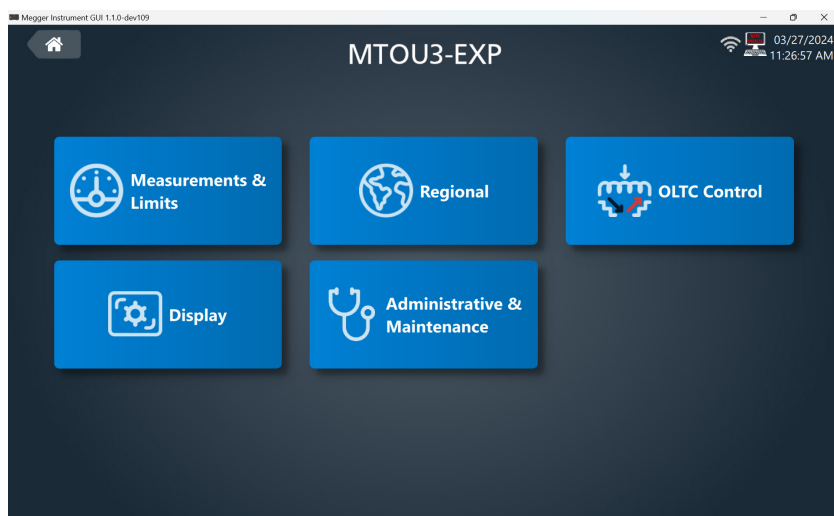 Megger Instrument GUI 1.1.0-dev109
MTOU3-EXP
03/27/2024
11:26:57 AM
Measurements &
Limits
Regional
OLTC Control
Display
Administrative &
Maintenance